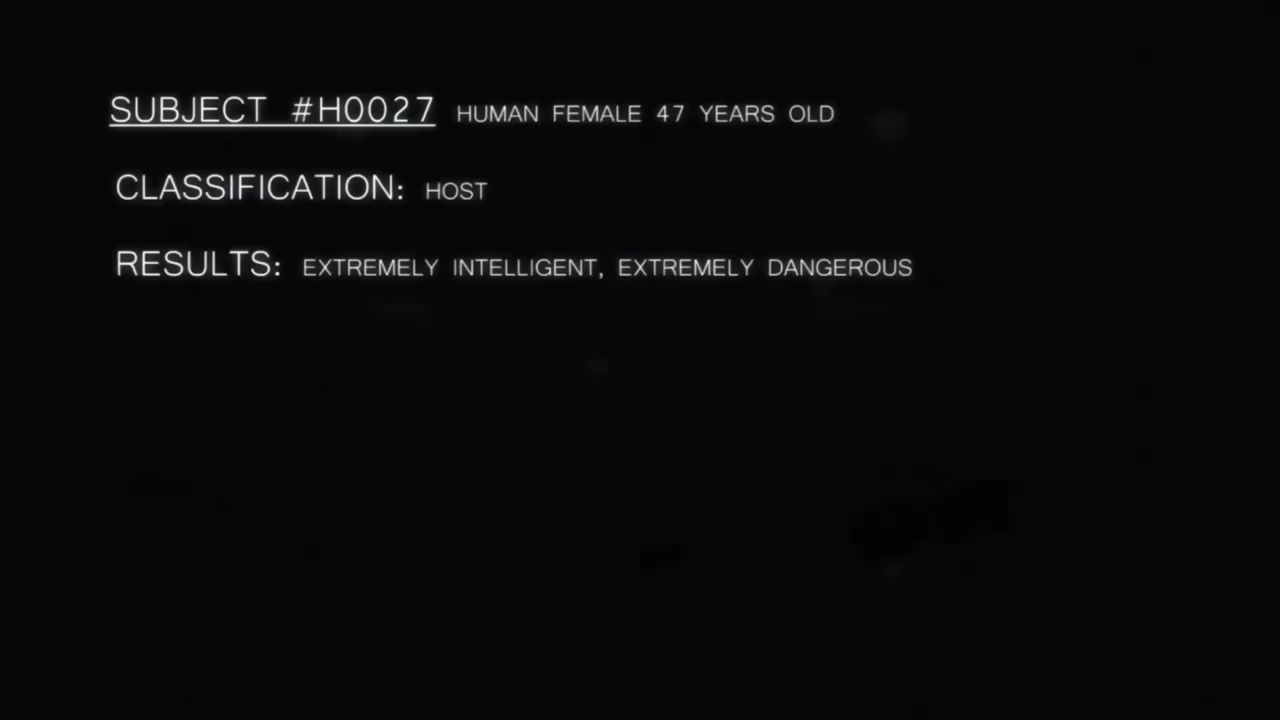 SUBJECT #H0027 HUMAN FEMALE 47 YEARS OLD
CLASSIFICATION: HOST
RESULTS: EXTREMELY INTELLIGENT, EXTREMELY DANGEROUS